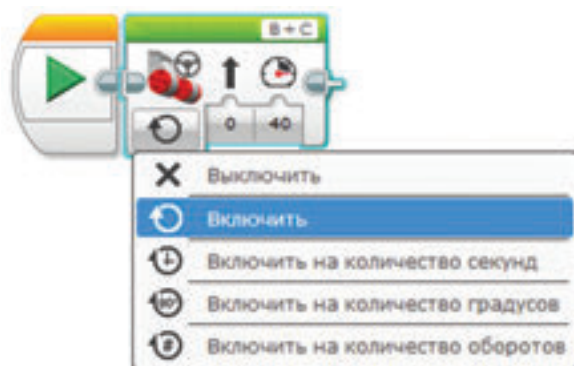 B + C
0 40
Выключить
Включить
Включить на количество секунд
Включить на количество градусов
Включить на количество оборотов